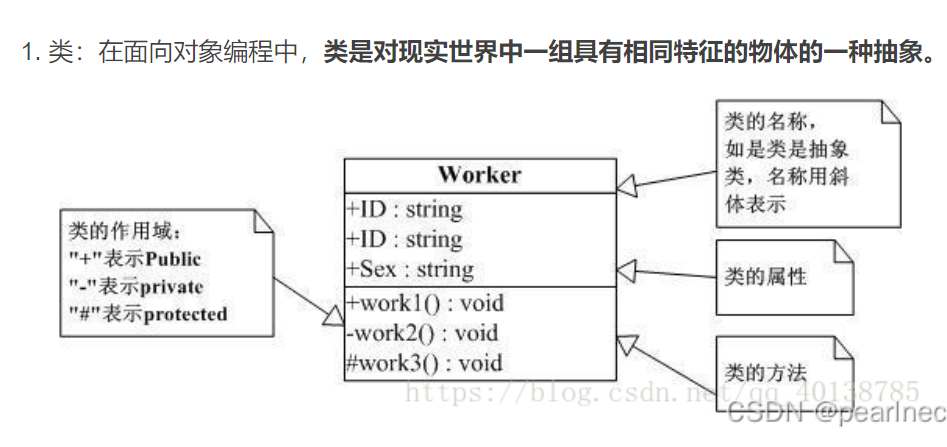 1. 类：在面向对象编程中，类是对现实世界中一组具有相同特征的物体的一种抽象。
类的名称，
如是类是抽象
类，名称用斜
体表示
Worker
+ID : string
+ID : string
+Sex : string
+work1() : void
-work2() : void
#work3() : void
类的作用域：
"+"表示Public
"-"表示private
"#"表示protected
类的属性
类的方法
https://blog.csdn.net/qq_40138785
CSDN @pearlnec